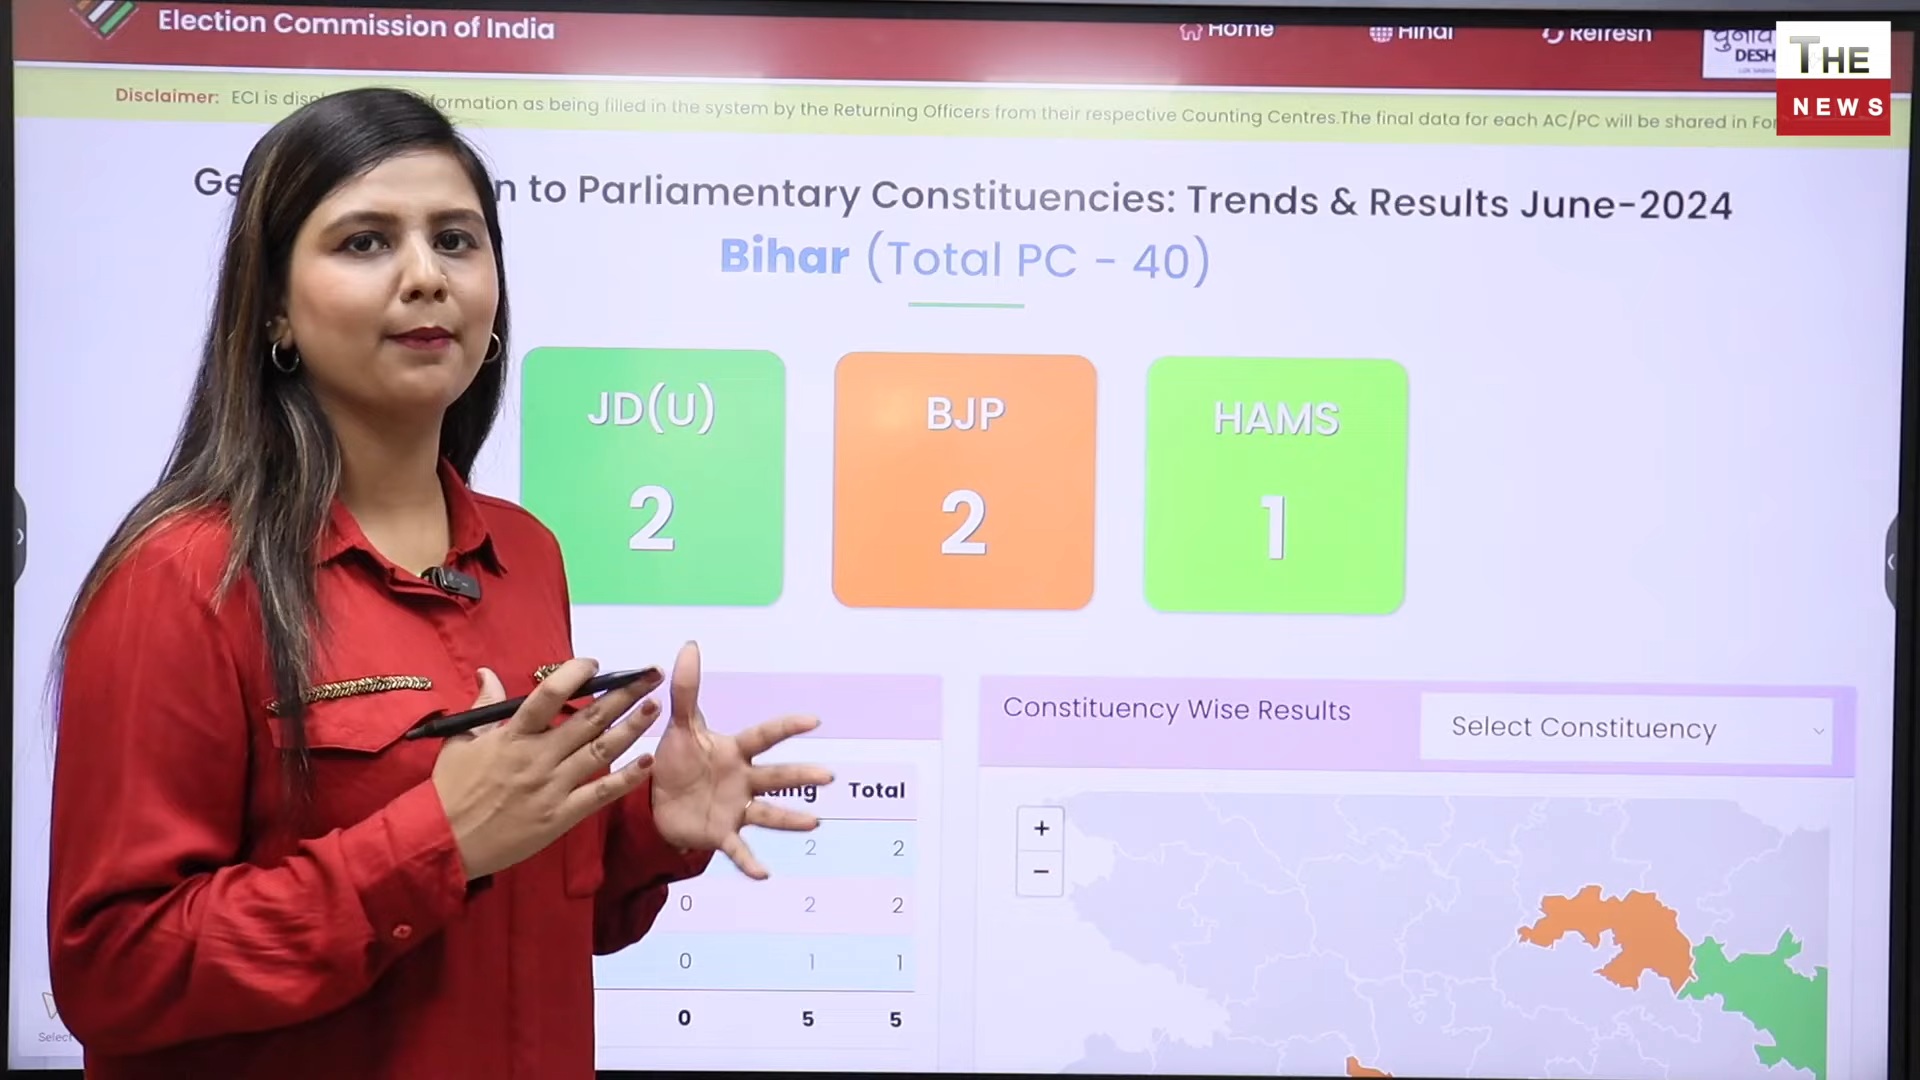 Election Commission of India
Home
Hindi
Refresh
चुनाव
DESH
THE
NEWS
Disclaimer: ECI is formation as being filled in the system by the Returning Officers from their respective Counting Centres.The final data for each AC/PC will be shared in
to Parliamentary Constituencies: Trends & Results June-2024
Bihar (Total PC - 40)
JD(U)
2
BJP
2
HAMS
1
Constituency Wise Results
Select Constituency
Total
2 2
0 2 2
0 1 1
0 5 5
+
−
Select